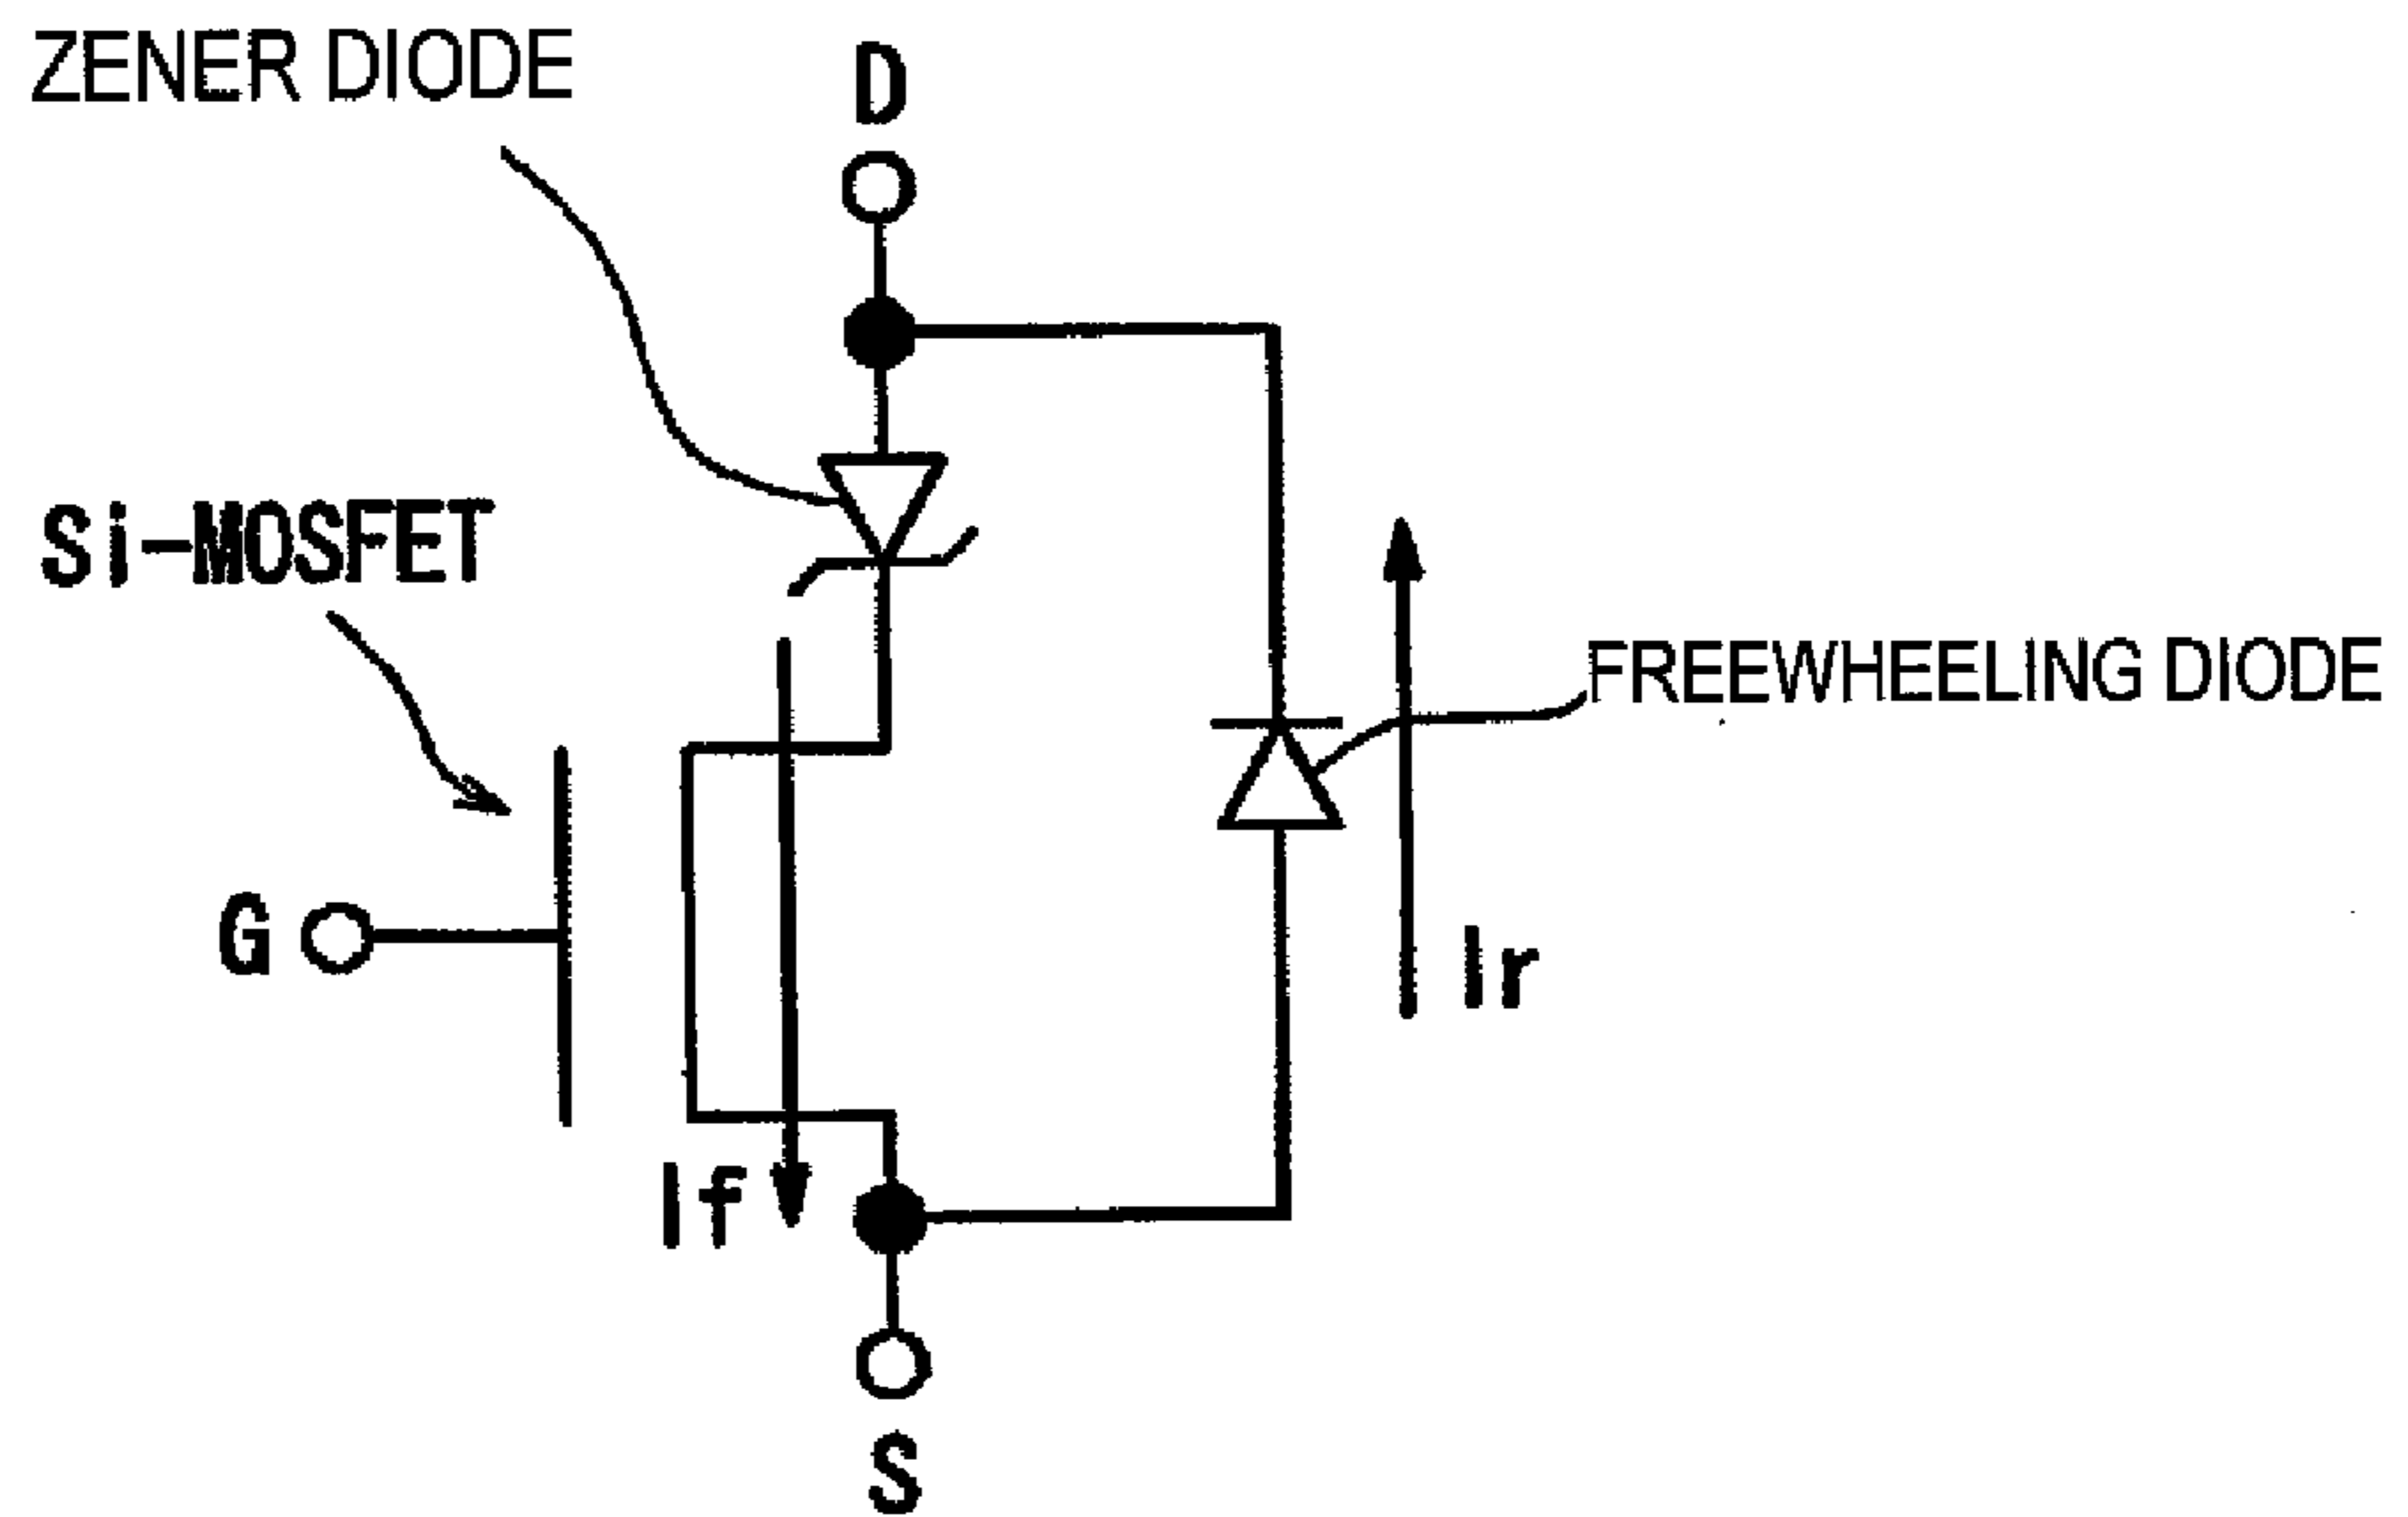 ZENER DIODE
D
Si-MOSFET
FREEWHEELING DIODE
G
Ir
If
S